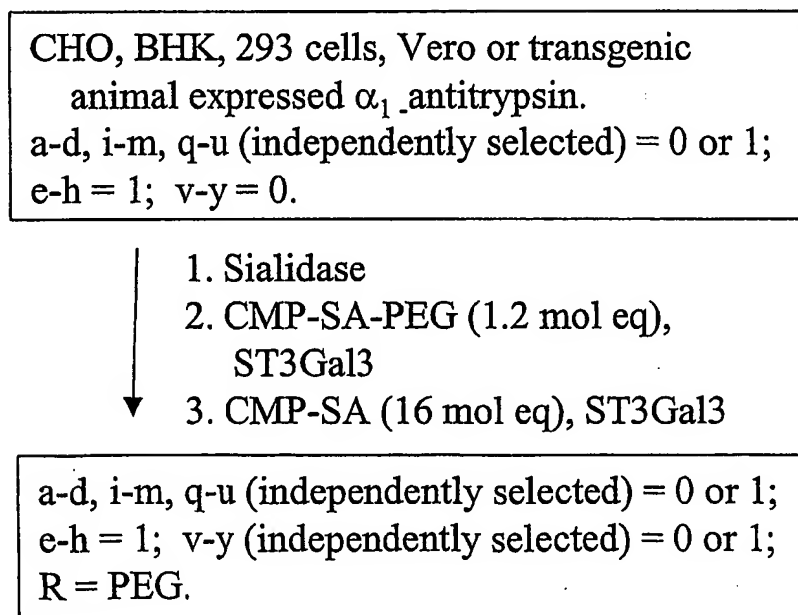 CHO, BHK, 293 cells, Vero or transgenic
animal expressed α₁_antitrypsin.
a-d, i-m, q-u (independently selected) = 0 or 1;
e-h = 1; v-y = 0.
1. Sialidase
2. CMP-SA-PEG (1.2 mol eq),
ST3Gal3
3. CMP-SA (16 mol eq), ST3Gal3
a-d, i-m, q-u (independently selected) = 0 or 1;
e-h = 1; v-y (independently selected) = 0 or 1;
R = PEG.